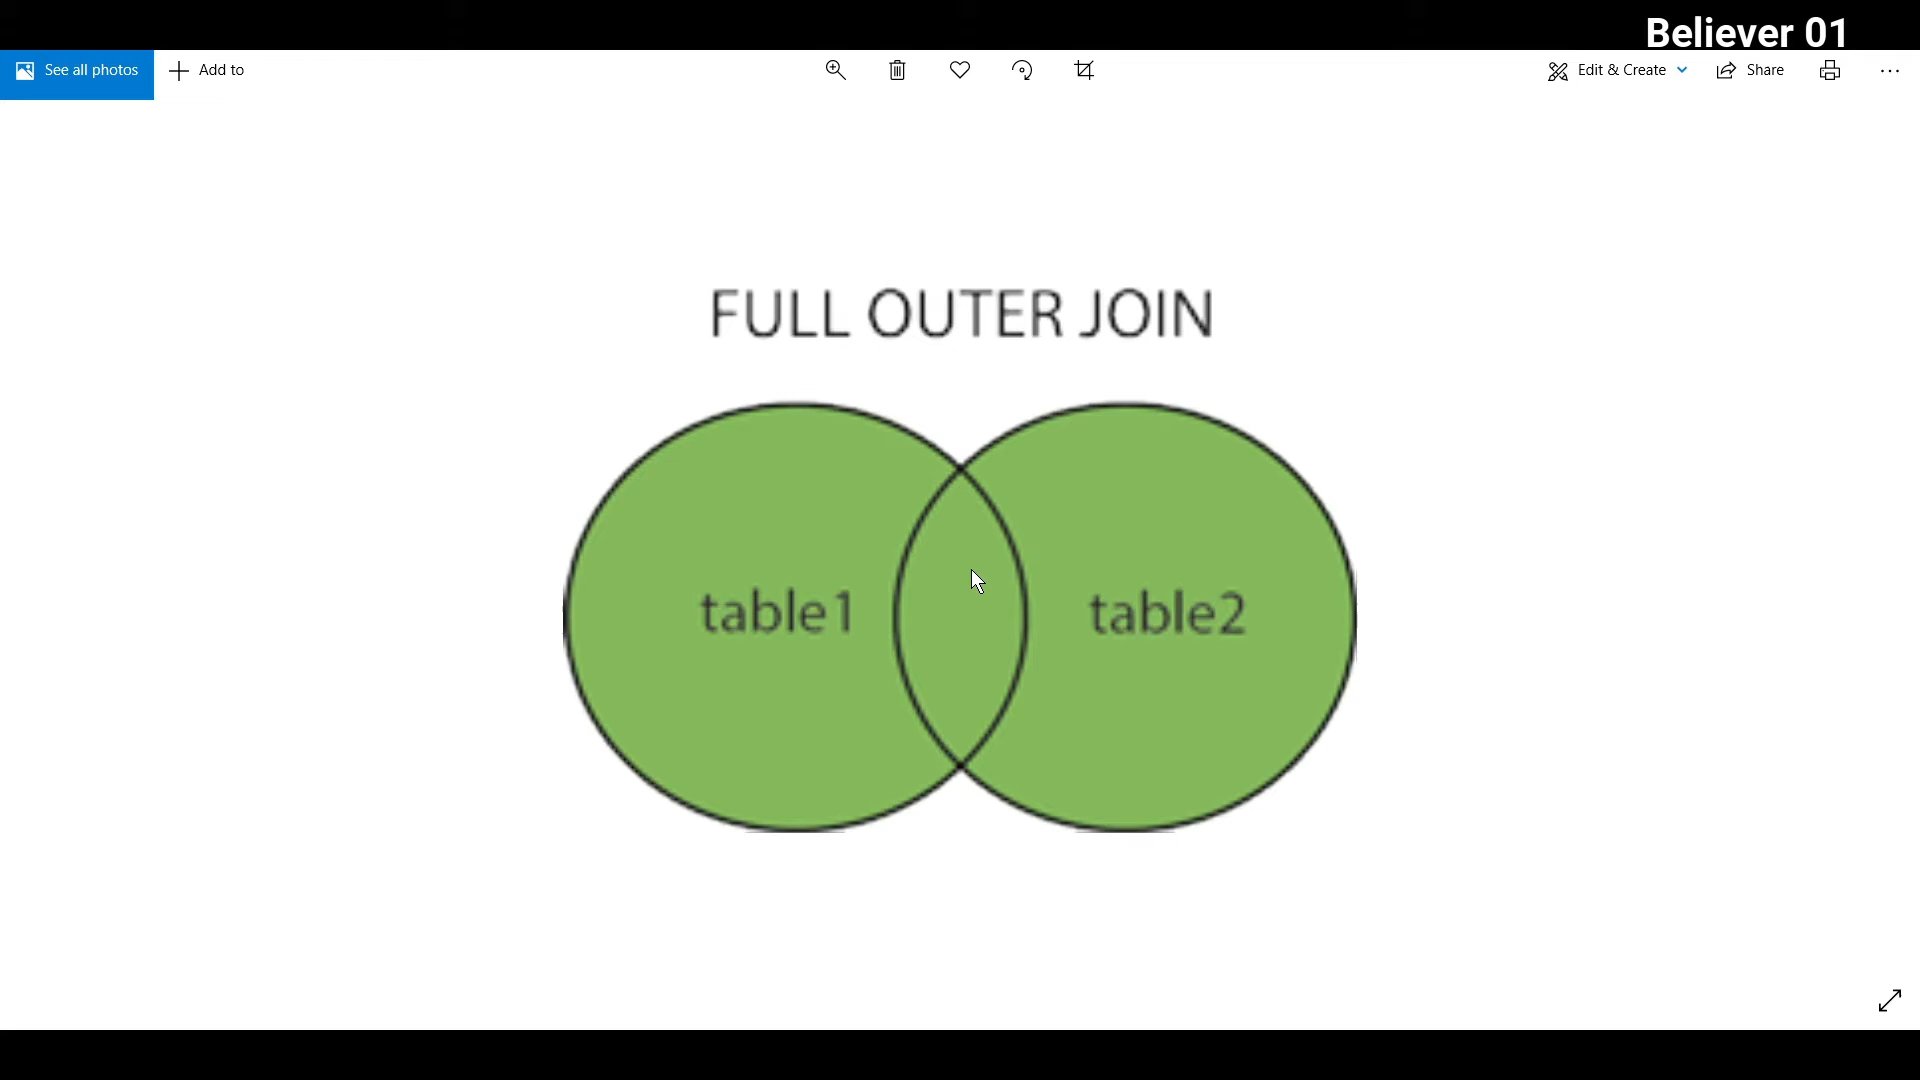 Believer 01
See all photos
Add to
Edit & Create
Share
FULL OUTER JOIN
table1
table2